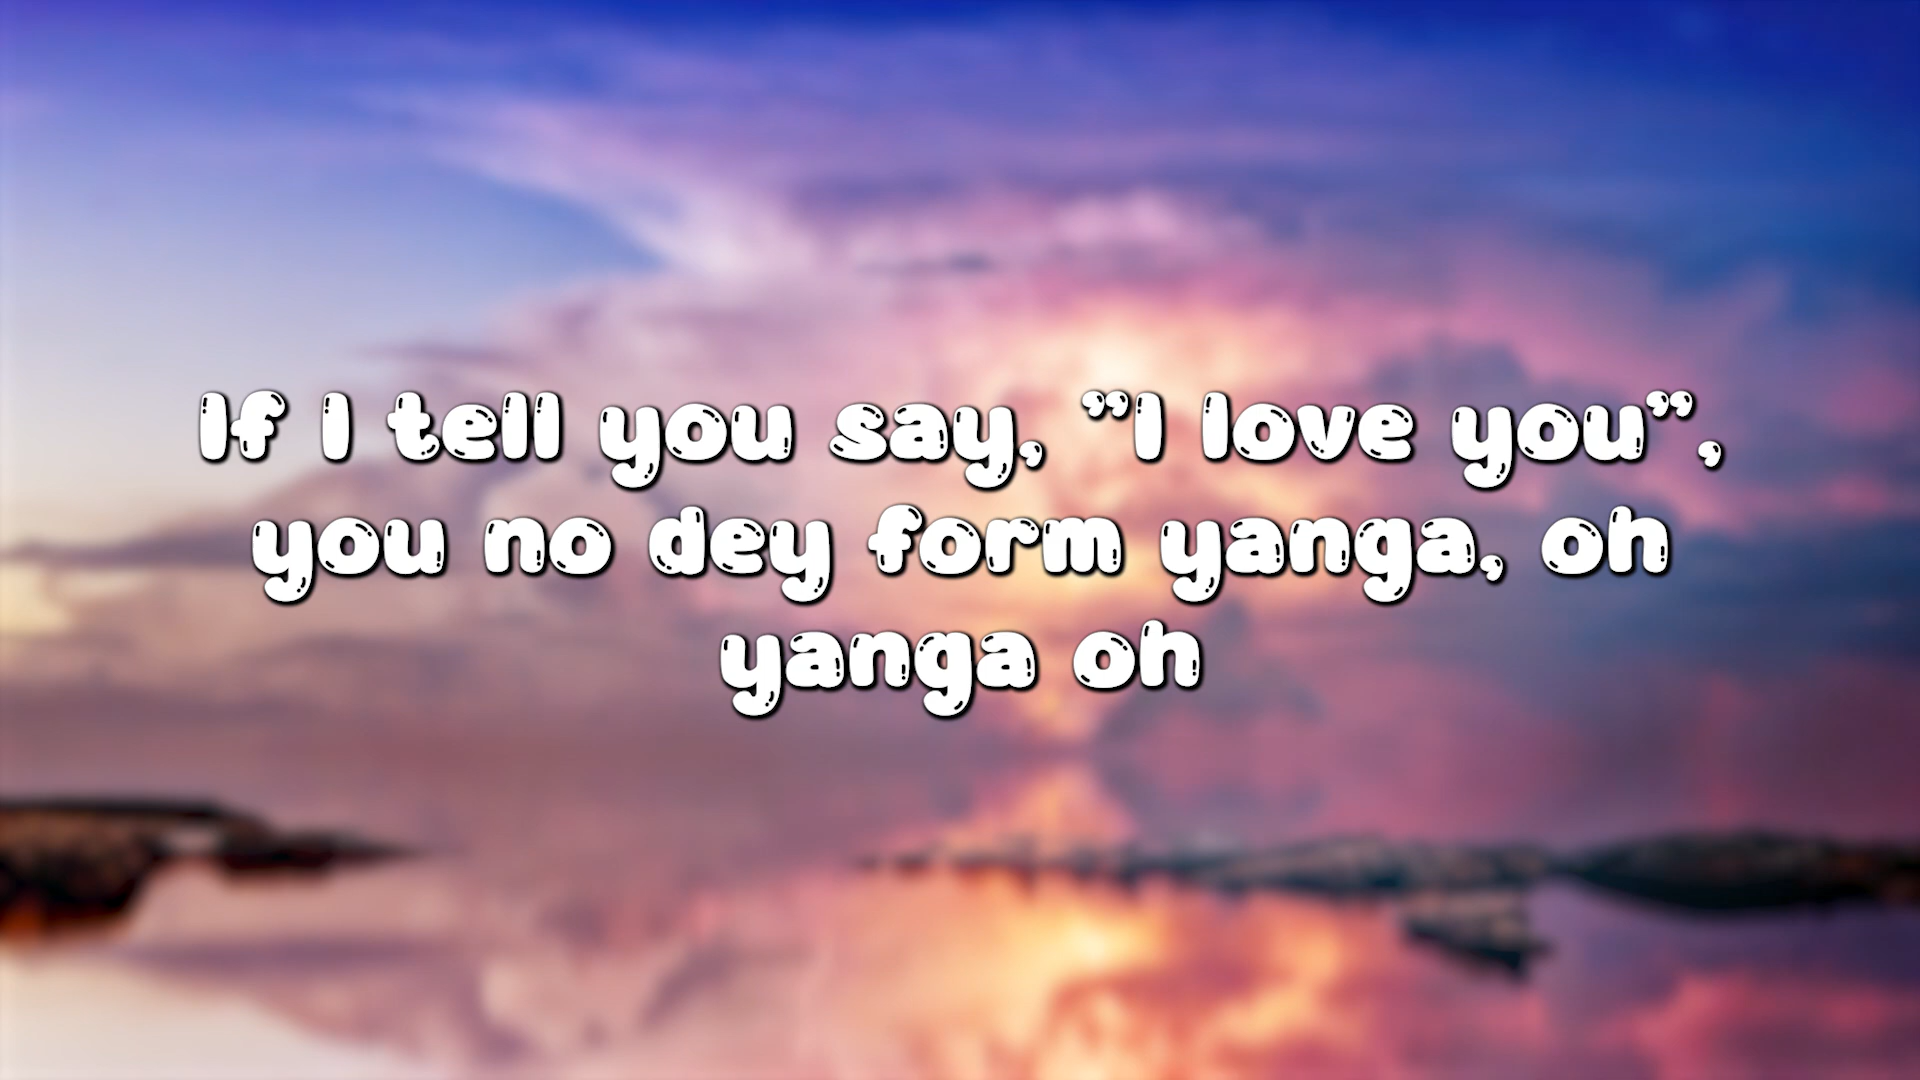 If I tell you say, "I love you",
you no dey form yanga, oh
yanga oh